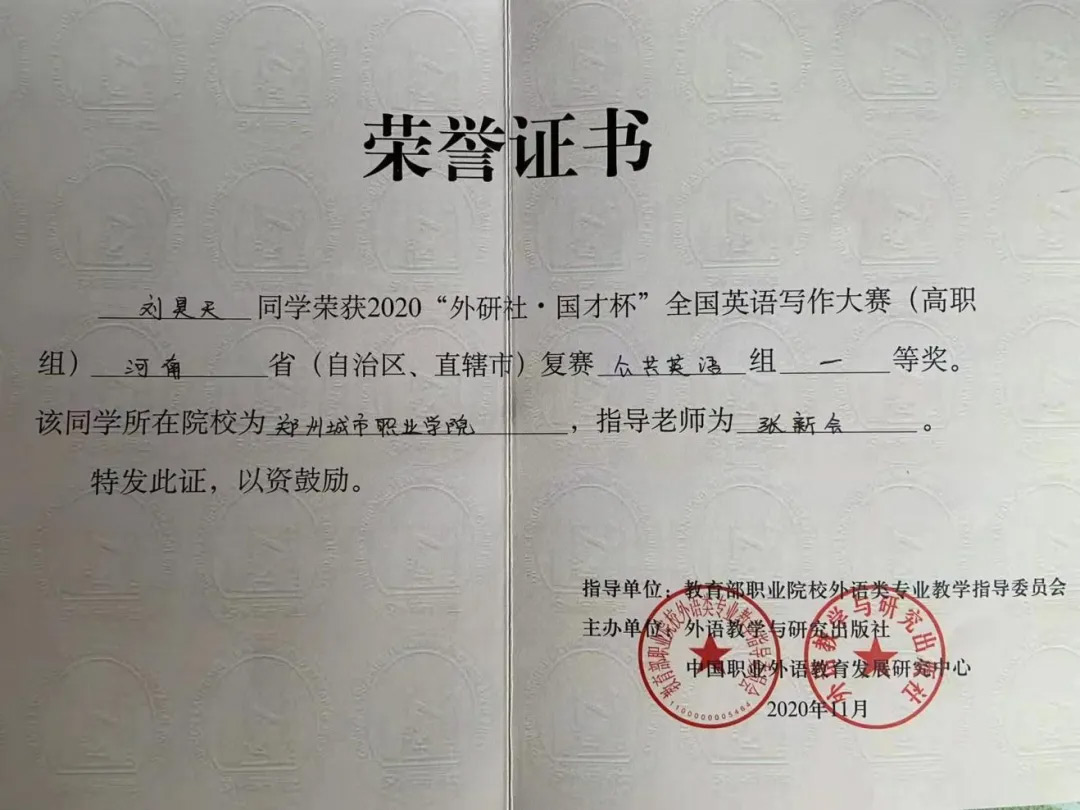 荣誉证书
刘昊天 同学荣获2020“外研社·国才杯”全国英语写作大赛（高职
组）河南 省（自治区、直辖市）复赛 公共英语 组 一 等奖。
该同学所在院校为 郑州城市职业学院 ，指导老师为 张新会 。
特发此证，以资鼓励。
指导单位：教育部职业院校外语类专业教学指导委员会
主办单位：外语教学与研究出版社
中国职业外语教育发展研究中心
2020年11月
教育部职业院校外语类专业教学指导委员会
1100000005484
外语教学与研究出版社